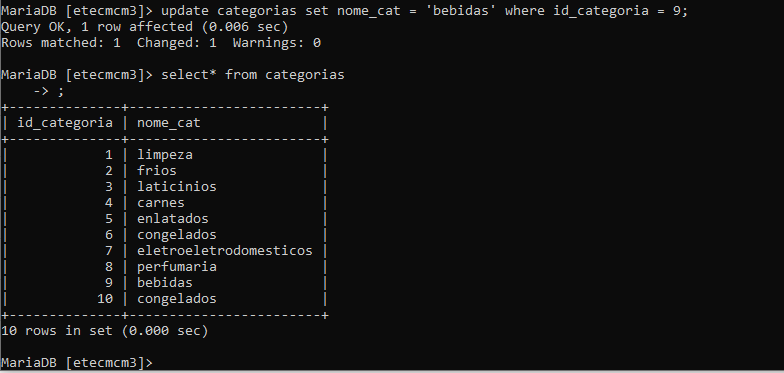 MariaDB [etecmcm3]> update categorias set nome_cat = 'bebidas' where id_categoria = 9;
Query OK, 1 row affected (0.006 sec)
Rows matched: 1  Changed: 1  Warnings: 0

MariaDB [etecmcm3]> select* from categorias
    -> ;
+--------------+------------------------+
| id_categoria | nome_cat               |
+--------------+------------------------+
|            1 | limpeza                |
|            2 | frios                  |
|            3 | laticinios             |
|            4 | carnes                 |
|            5 | enlatados              |
|            6 | congelados             |
|            7 | eletroeletrodomesticos |
|            8 | perfumaria             |
|            9 | bebidas                |
|           10 | congelados             |
+--------------+------------------------+
10 rows in set (0.000 sec)

MariaDB [etecmcm3]>